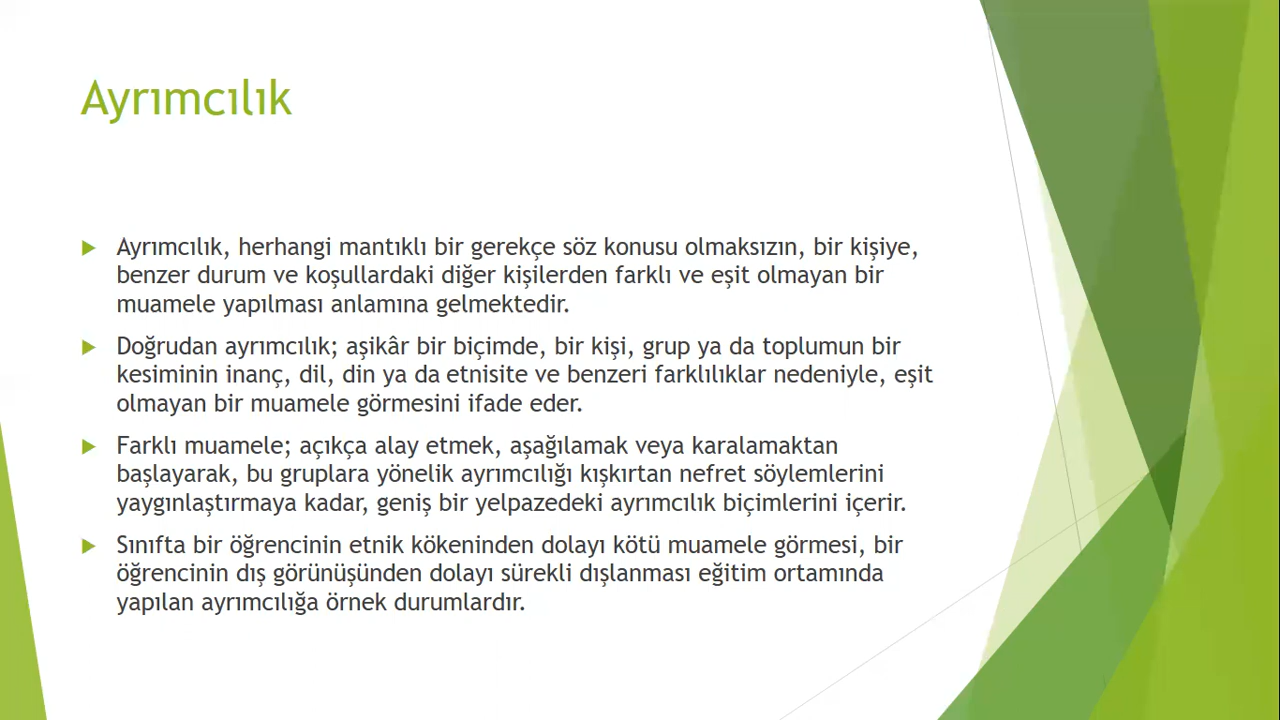 Ayrımcılık
Ayrımcılık, herhangi mantıklı bir gerekçe söz konusu olmaksızın, bir kişiye,
benzer durum ve koşullardaki diğer kişilerden farklı ve eşit olmayan bir
muamele yapılması anlamına gelmektedir.
Doğrudan ayrımcılık; aşikâr bir biçimde, bir kişi, grup ya da toplumun bir
kesiminin inanç, dil, din ya da etnisite ve benzeri farklılıklar nedeniyle, eşit
olmayan bir muamele görmesini ifade eder.
Farklı muamele; açıkça alay etmek, aşağılamak veya karalamaktan
başlayarak, bu gruplara yönelik ayrımcılığı kışkırtan nefret söylemlerini
yaygınlaştırmaya kadar, geniş bir yelpazedeki ayrımcılık biçimlerini içerir.
Sınıfta bir öğrencinin etnik kökeninden dolayı kötü muamele görmesi, bir
öğrencinin dış görünüşünden dolayı sürekli dışlanması eğitim ortamında
yapılan ayrımcılığa örnek durumlardır.